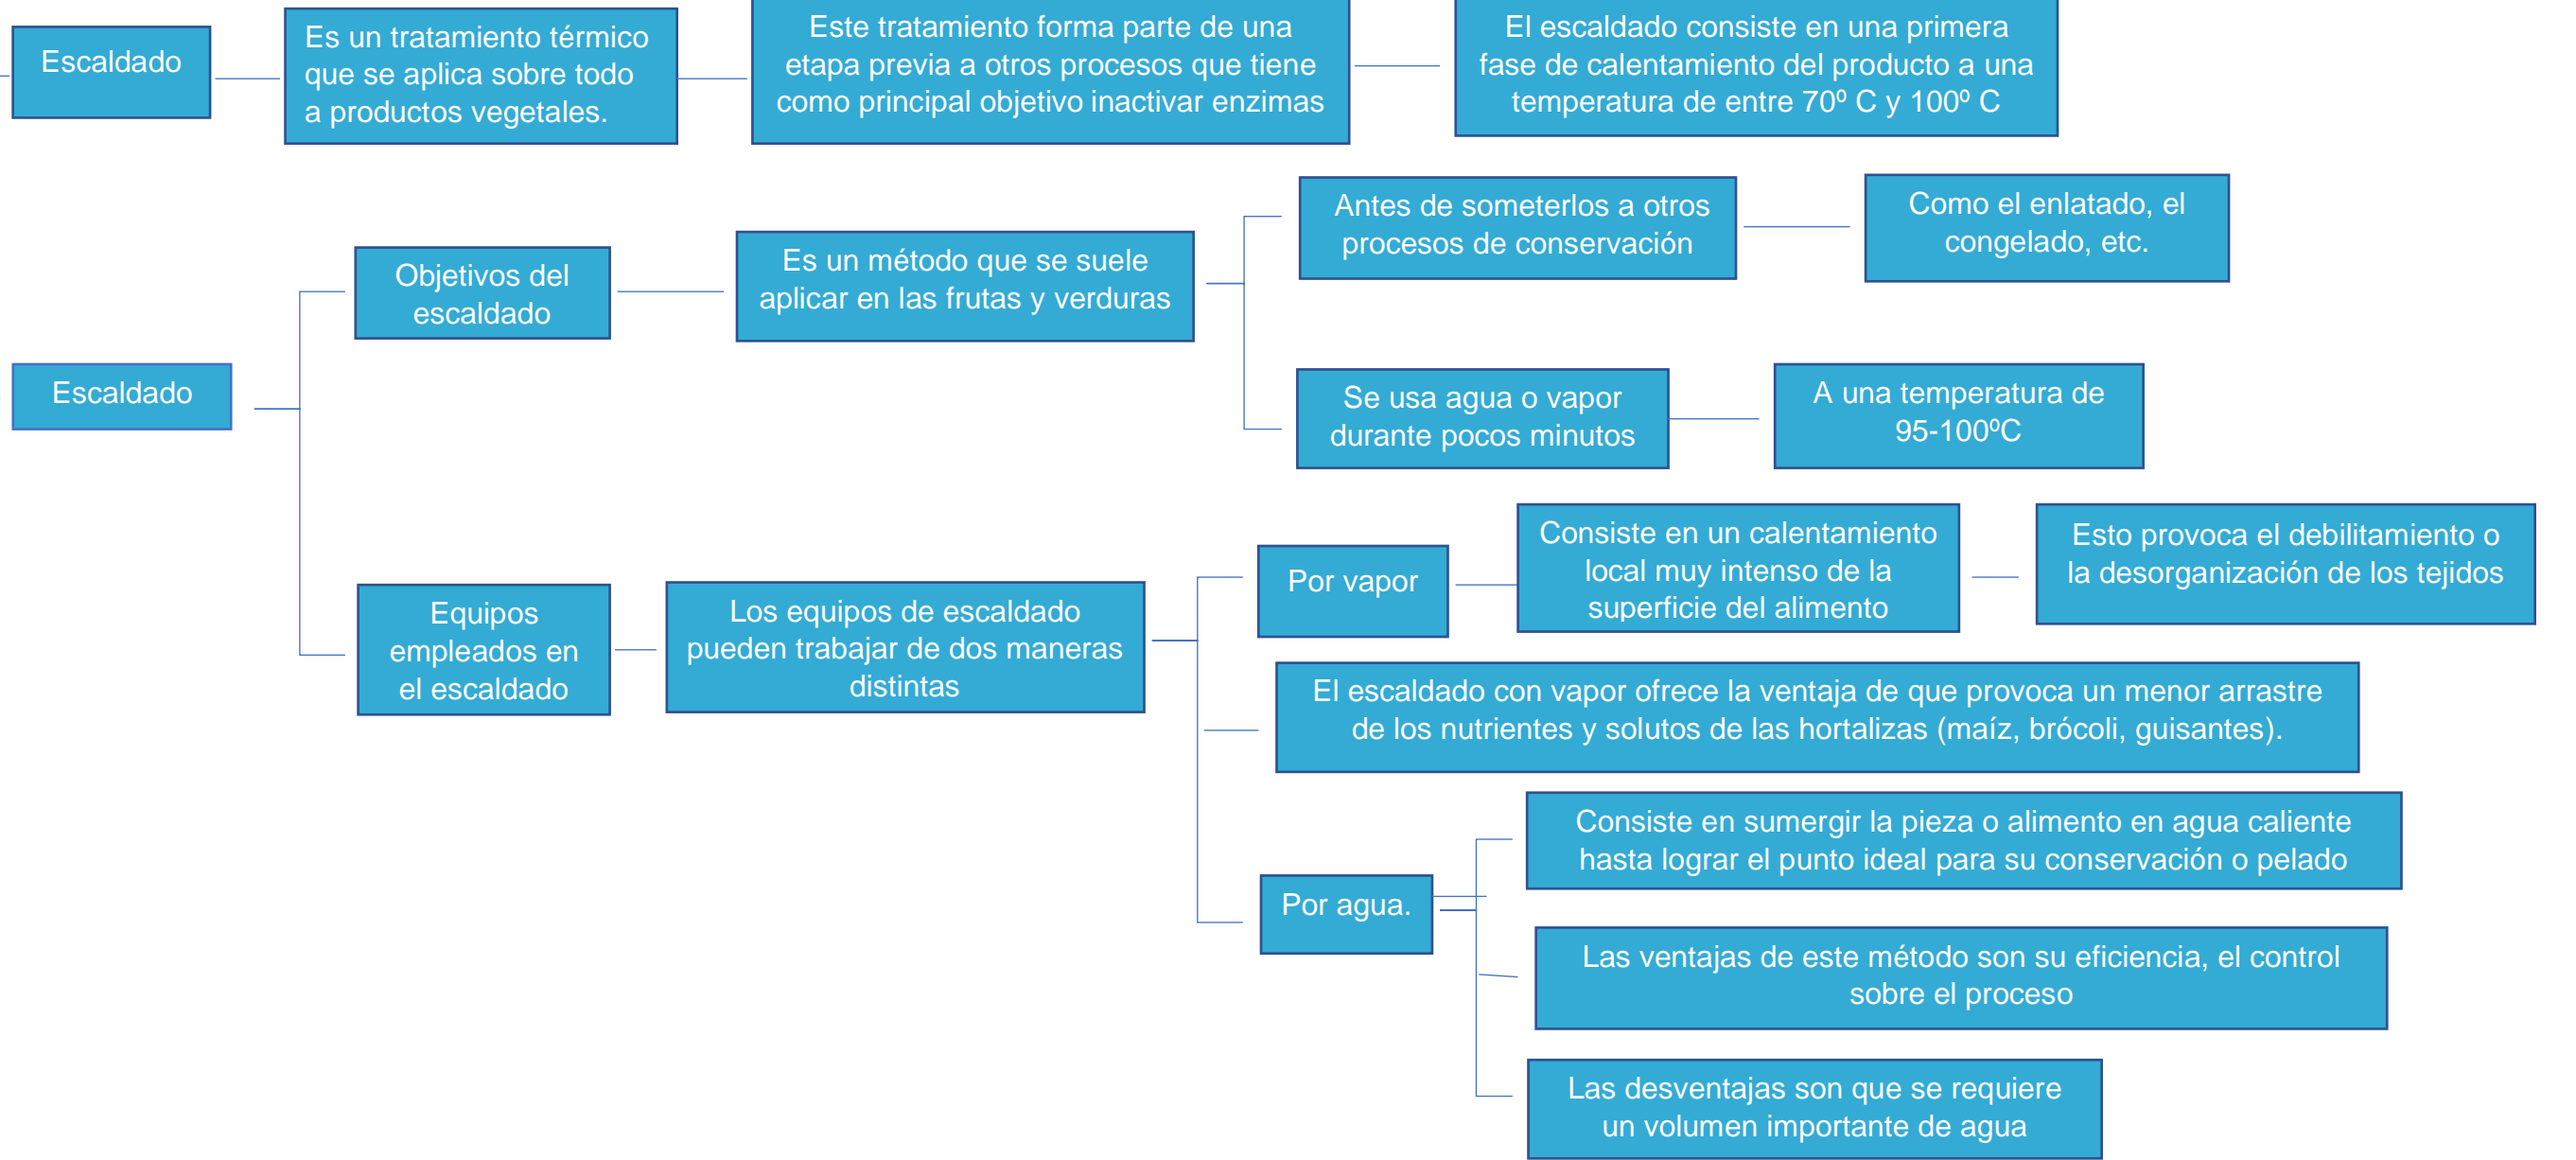 Escaldado
Es un tratamiento térmico
que se aplica sobre todo
a productos vegetales.
Este tratamiento forma parte de una
etapa previa a otros procesos que tiene
como principal objetivo inactivar enzimas
El escaldado consiste en una primera
fase de calentamiento del producto a una
temperatura de entre 70º C y 100º C
Escaldado
Objetivos del
escaldado
Es un método que se suele
aplicar en las frutas y verduras
Antes de someterlos a otros
procesos de conservación
Como el enlatado, el
congelado, etc.
Se usa agua o vapor
durante pocos minutos
A una temperatura de
95-100ºC
Equipos
empleados en
el escaldado
Los equipos de escaldado
pueden trabajar de dos maneras
distintas
Por vapor
Consiste en un calentamiento
local muy intenso de la
superficie del alimento
Esto provoca el debilitamiento o
la desorganización de los tejidos
El escaldado con vapor ofrece la ventaja de que provoca un menor arrastre
de los nutrientes y solutos de las hortalizas (maíz, brócoli, guisantes).
Por agua.
Consiste en sumergir la pieza o alimento en agua caliente
hasta lograr el punto ideal para su conservación o pelado
Las ventajas de este método son su eficiencia, el control
sobre el proceso
Las desventajas son que se requiere
un volumen importante de agua